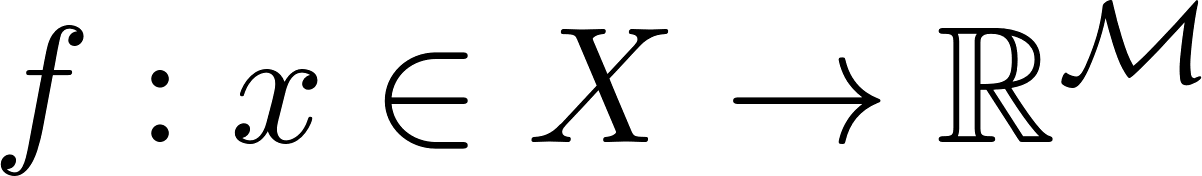 f : x ∈ X → ℝ^ℳ